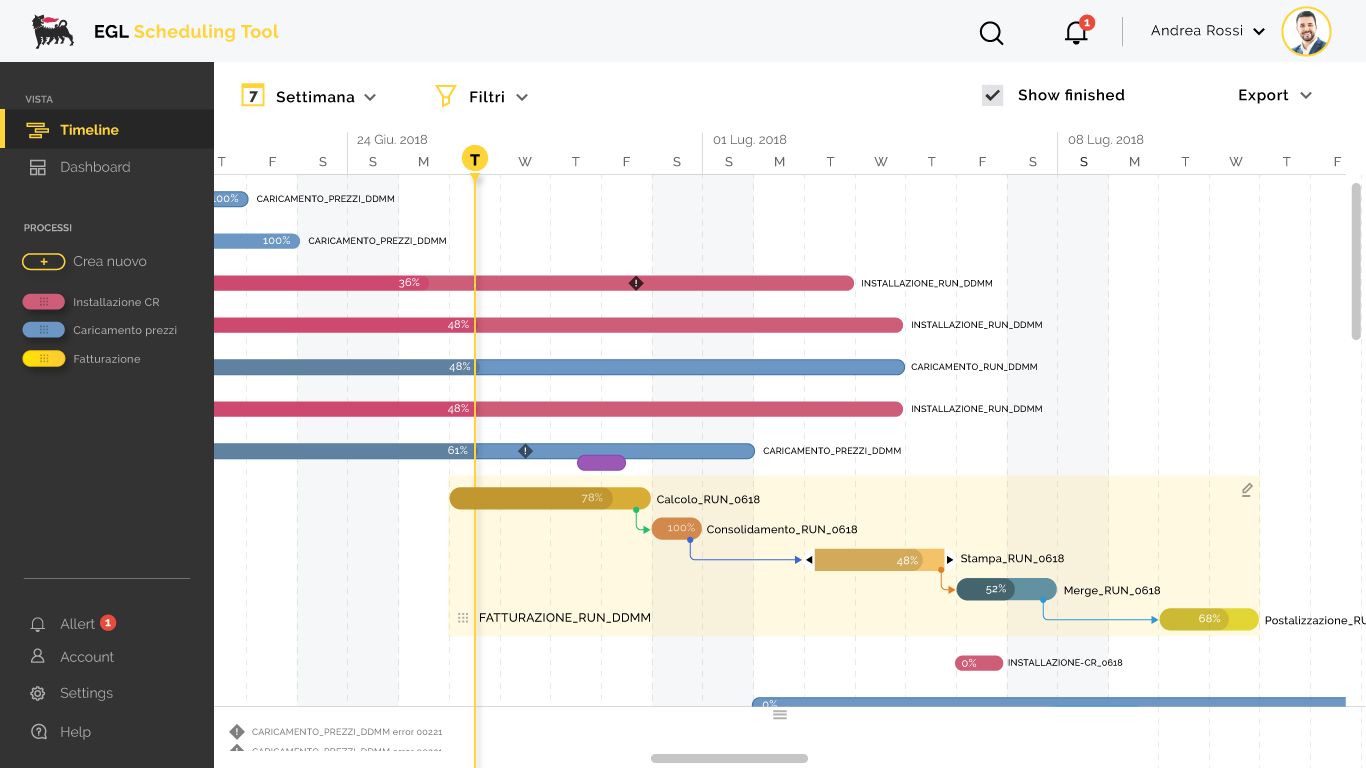 EGL Scheduling Tool
1
Andrea Rossi
VISTA
Timeline
Dashboard
PROCESSI
+ Crea nuovo
Installazione CR
Caricamento prezzi
Fatturazione
Allert 1
Account
Settings
Help
7 Settimana
Filtri
Show finished
Export
24 Giu. 2018 01 Lug. 2018 08 Lug. 2018
T F S S M T W T F S S M T W T F S S M T W T F
100% CARICAMENTO_PREZZI_DDMM
100% CARICAMENTO_PREZZI_DDMM
36% ! INSTALLAZIONE_RUN_DDMM
48% INSTALLAZIONE_RUN_DDMM
48% CARICAMENTO_RUN_DDMM
48% INSTALLAZIONE_RUN_DDMM
61% ! CARICAMENTO_PREZZI_DDMM
78% Calcolo_RUN_0618
100% Consolidamento_RUN_0618
48% Stampa_RUN_0618
52% Merge_RUN_0618
FATTURAZIONE_RUN_DDMM
68% Postalizzazione_RU
0% INSTALLAZIONE-CR_0618
0%
! CARICAMENTO_PREZZI_DDMM error 00221